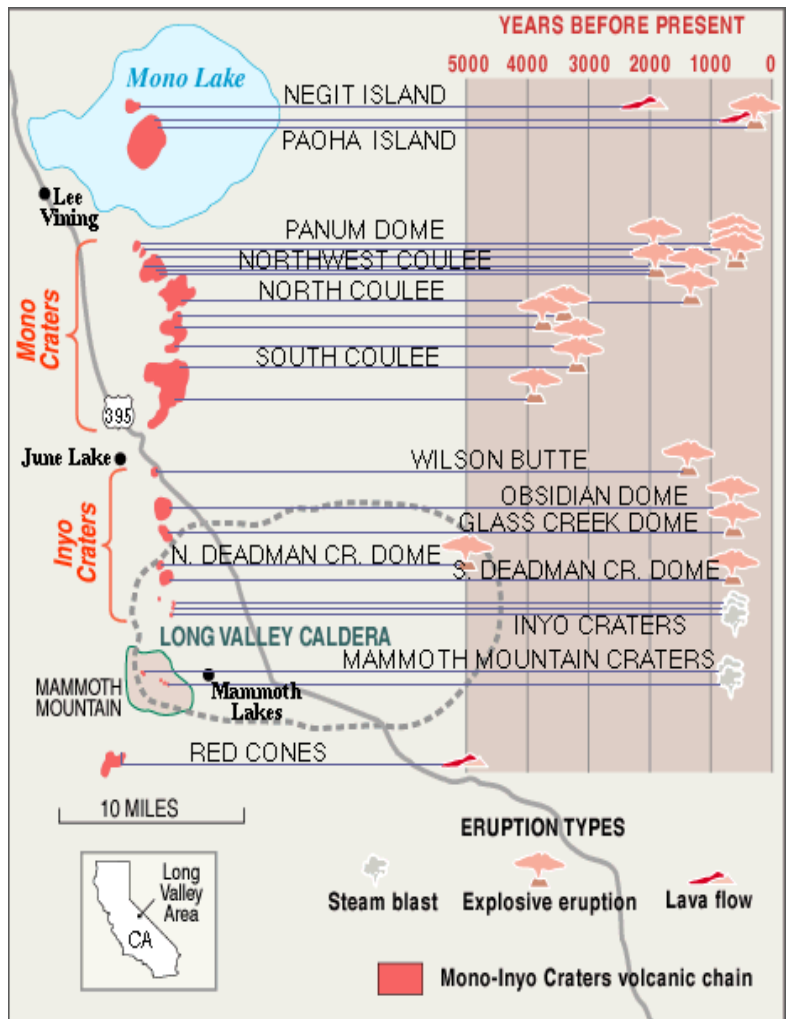 YEARS BEFORE PRESENT
5000 4000 3000 2000 1000 0
Mono Lake
NEGIT ISLAND
PAOHA ISLAND
Lee
Vining
PANUM DOME
NORTHWEST COULEE
NORTH COULEE
Mono
Craters
SOUTH COULEE
395
June Lake
WILSON BUTTE
OBSIDIAN DOME
GLASS CREEK DOME
Inyo
Craters
N. DEADMAN CR. DOME
S. DEADMAN CR. DOME
INYO CRATERS
LONG VALLEY CALDERA
MAMMOTH MOUNTAIN CRATERS
MAMMOTH
MOUNTAIN
Mammoth
Lakes
RED CONES
10 MILES
ERUPTION TYPES
Long
Valley
Area
CA
Steam blast Explosive eruption Lava flow
Mono-Inyo Craters volcanic chain